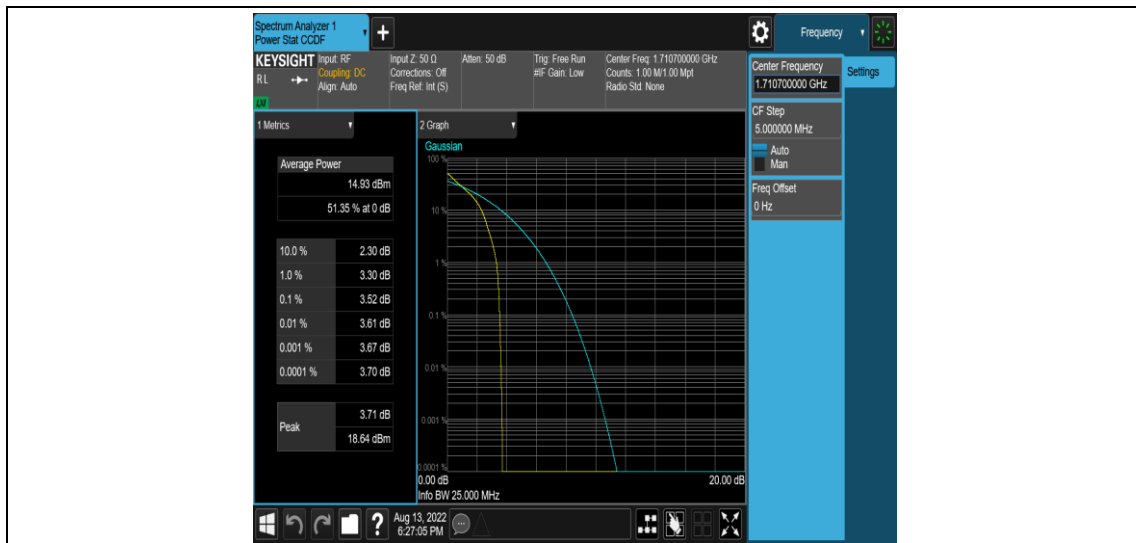 Spectrum Analyzer 1
Power Stat CCDF
+
Frequency
KEYSIGHT
RL
LXI
Input: RF
Coupling: DC
Align: Auto
Input Z: 50 Ω
Corrections: Off
Freq Ref: Int (S)
Atten: 50 dB
Trig: Free Run
#IF Gain: Low
Center Freq: 1.710700000 GHz
Counts: 1.00 M/1.00 Mpt
Radio Std: None
Center Frequency
1.710700000 GHz
Settings
CF Step
5.000000 MHz
Auto
Man
Freq Offset
0 Hz
1 Metrics
Average Power
14.93 dBm
51.35 % at 0 dB
10.0 % 2.30 dB
1.0 % 3.30 dB
0.1 % 3.52 dB
0.01 % 3.61 dB
0.001 % 3.67 dB
0.0001 % 3.70 dB
Peak
3.71 dB
18.64 dBm
2 Graph
Gaussian
100 %
10 %
1 %
0.1 %
0.01 %
0.001 %
0.0001 %
0.00 dB 20.00 dB
Info BW 25.000 MHz
?
Aug 13, 2022
6:27:05 PM